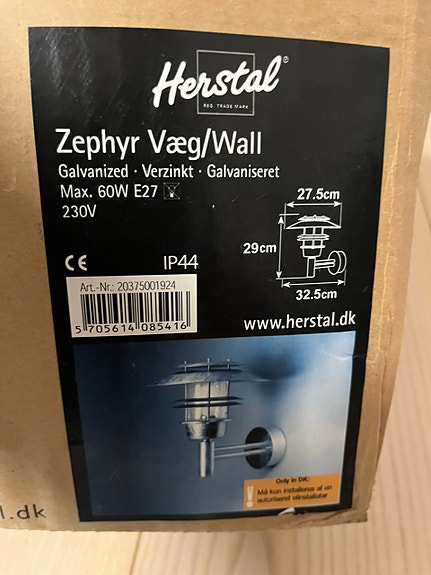 Herstal®
REG. TRADE MARK
Zephyr Væg/Wall
Galvanized · Verzinkt · Galvaniseret
Max. 60W E27
230V
27.5cm
29cm
32.5cm
CE
IP44
Art.-Nr.: 20375001924
5 705614 085416
www.herstal.dk
Only in DK:
Må kun installeres af en
autoriseret elinstallatør
l.dk